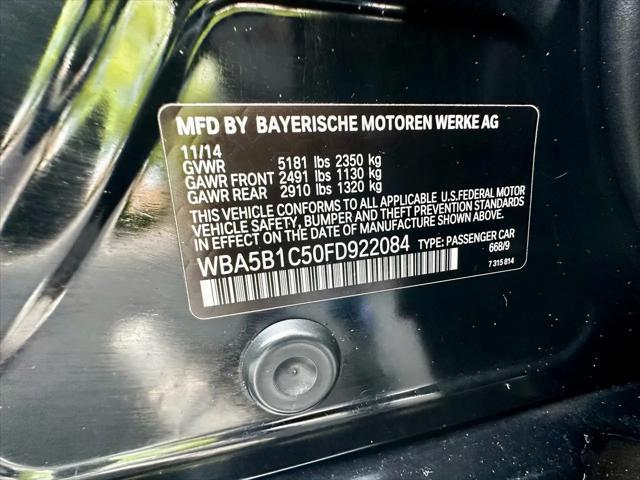 MFD BY BAYERISCHE MOTOREN WERKE AG
11/14
GVWR 5181 lbs 2350 kg
GAWR FRONT 2491 lbs 1130 kg
GAWR REAR 2910 lbs 1320 kg
THIS VEHICLE CONFORMS TO ALL APPLICABLE U.S.FEDERAL MOTOR
VEHICLE SAFETY, BUMPER AND THEFT PREVENTION STANDARDS
IN EFFECT ON THE DATE OF MANUFACTURE SHOWN ABOVE.
WBA5B1C50FD922084 TYPE: PASSENGER CAR
668/9
7 315 814